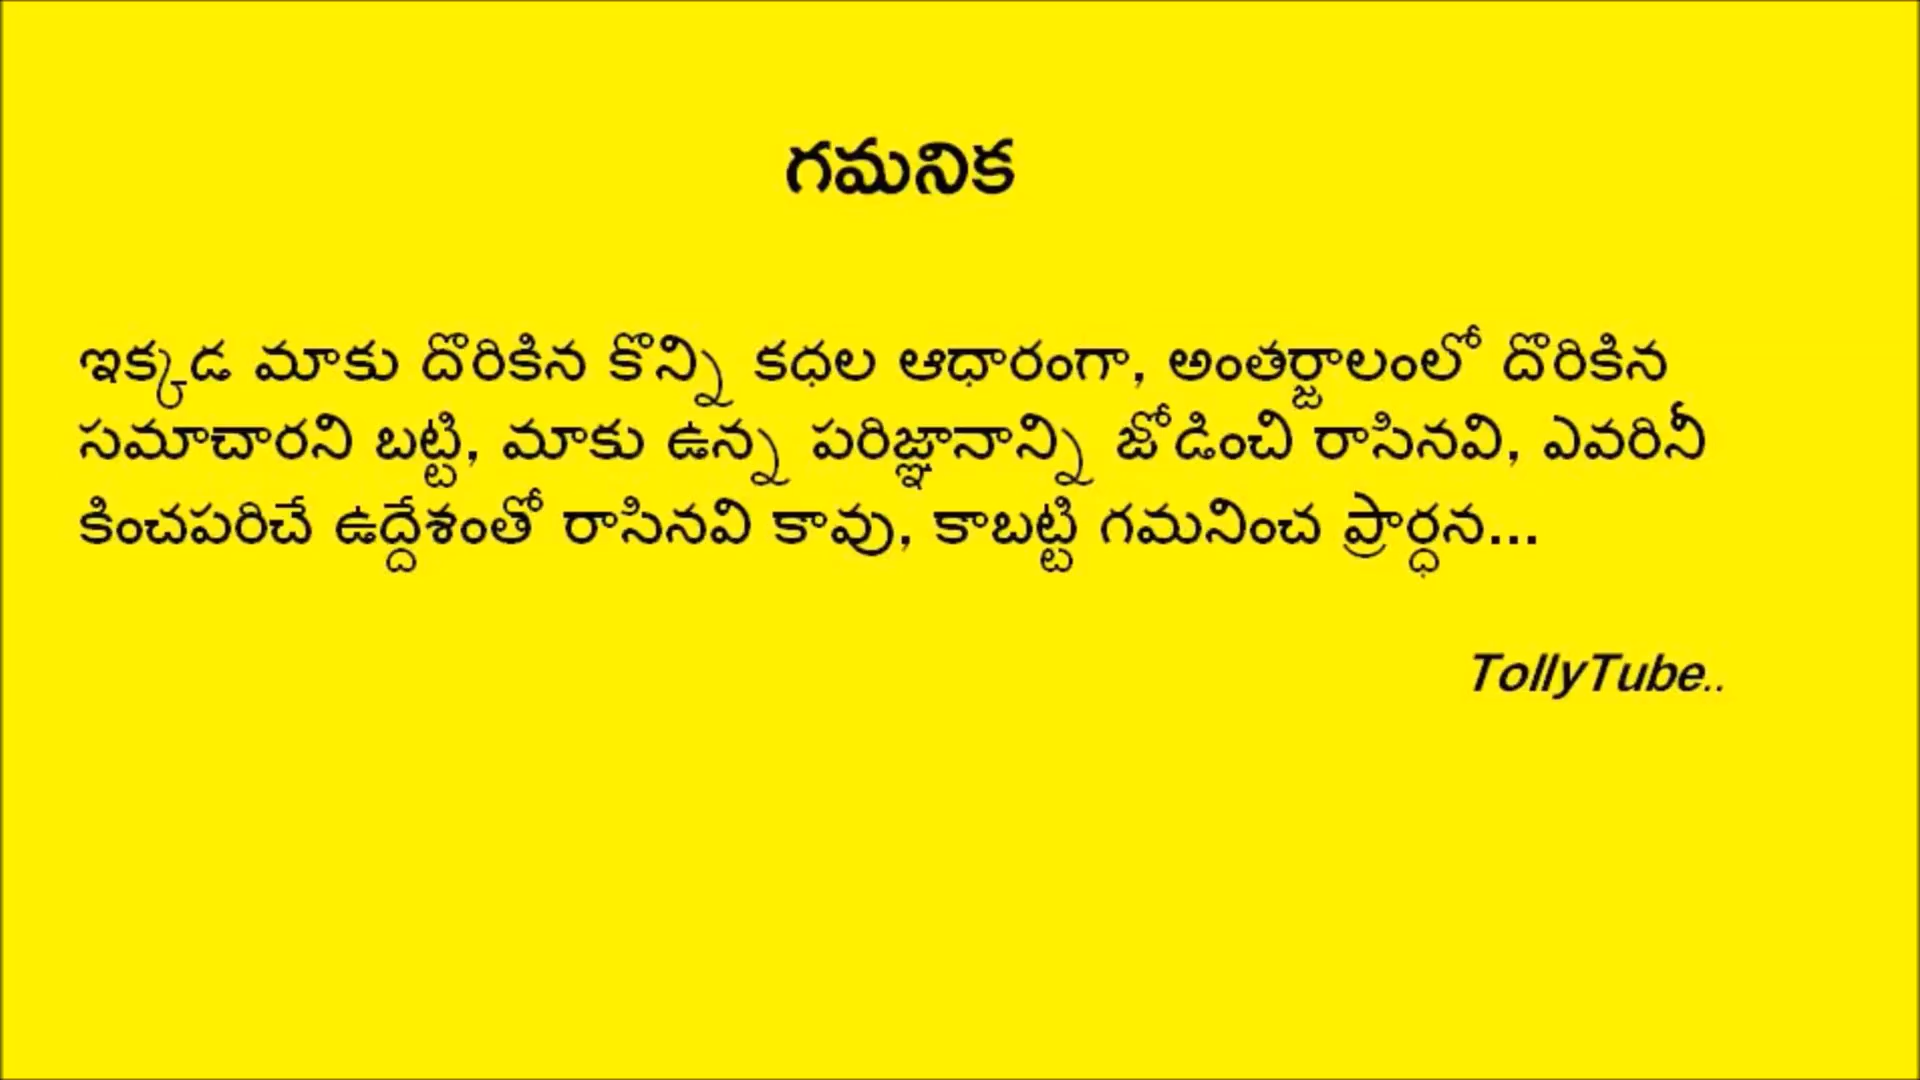 గమనిక
ఇక్కడ మాకు దొరికిన కొన్ని కధల ఆధారంగా, అంతర్జాలంలో దొరికిన
సమాచారని బట్టి, మాకు ఉన్న పరిజ్ఞానాన్ని జోడించి రాసినవి, ఎవరినీ
కించపరిచే ఉద్దేశంతో రాసినవి కావు, కాబట్టి గమనించ ప్రార్ధన...
TollyTube..